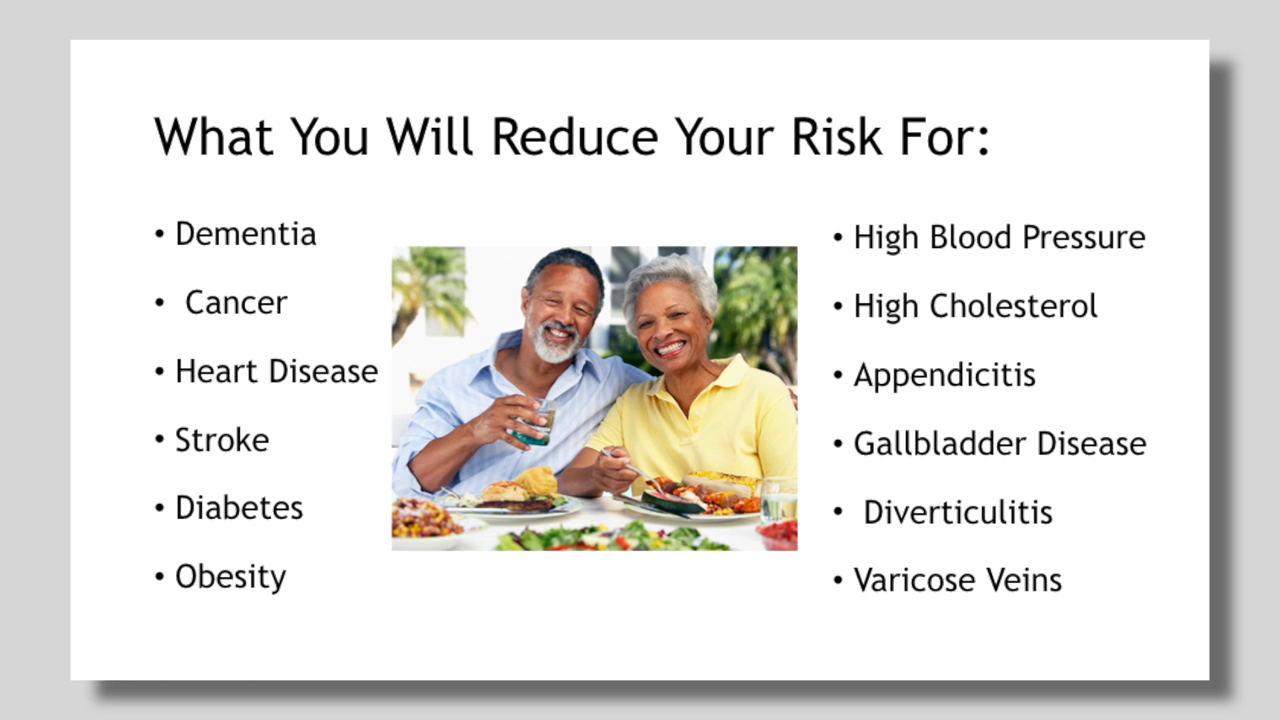 What You Will Reduce Your Risk For:
• Dementia
• Cancer
• Heart Disease
• Stroke
• Diabetes
• Obesity
• High Blood Pressure
• High Cholesterol
• Appendicitis
• Gallbladder Disease
• Diverticulitis
• Varicose Veins